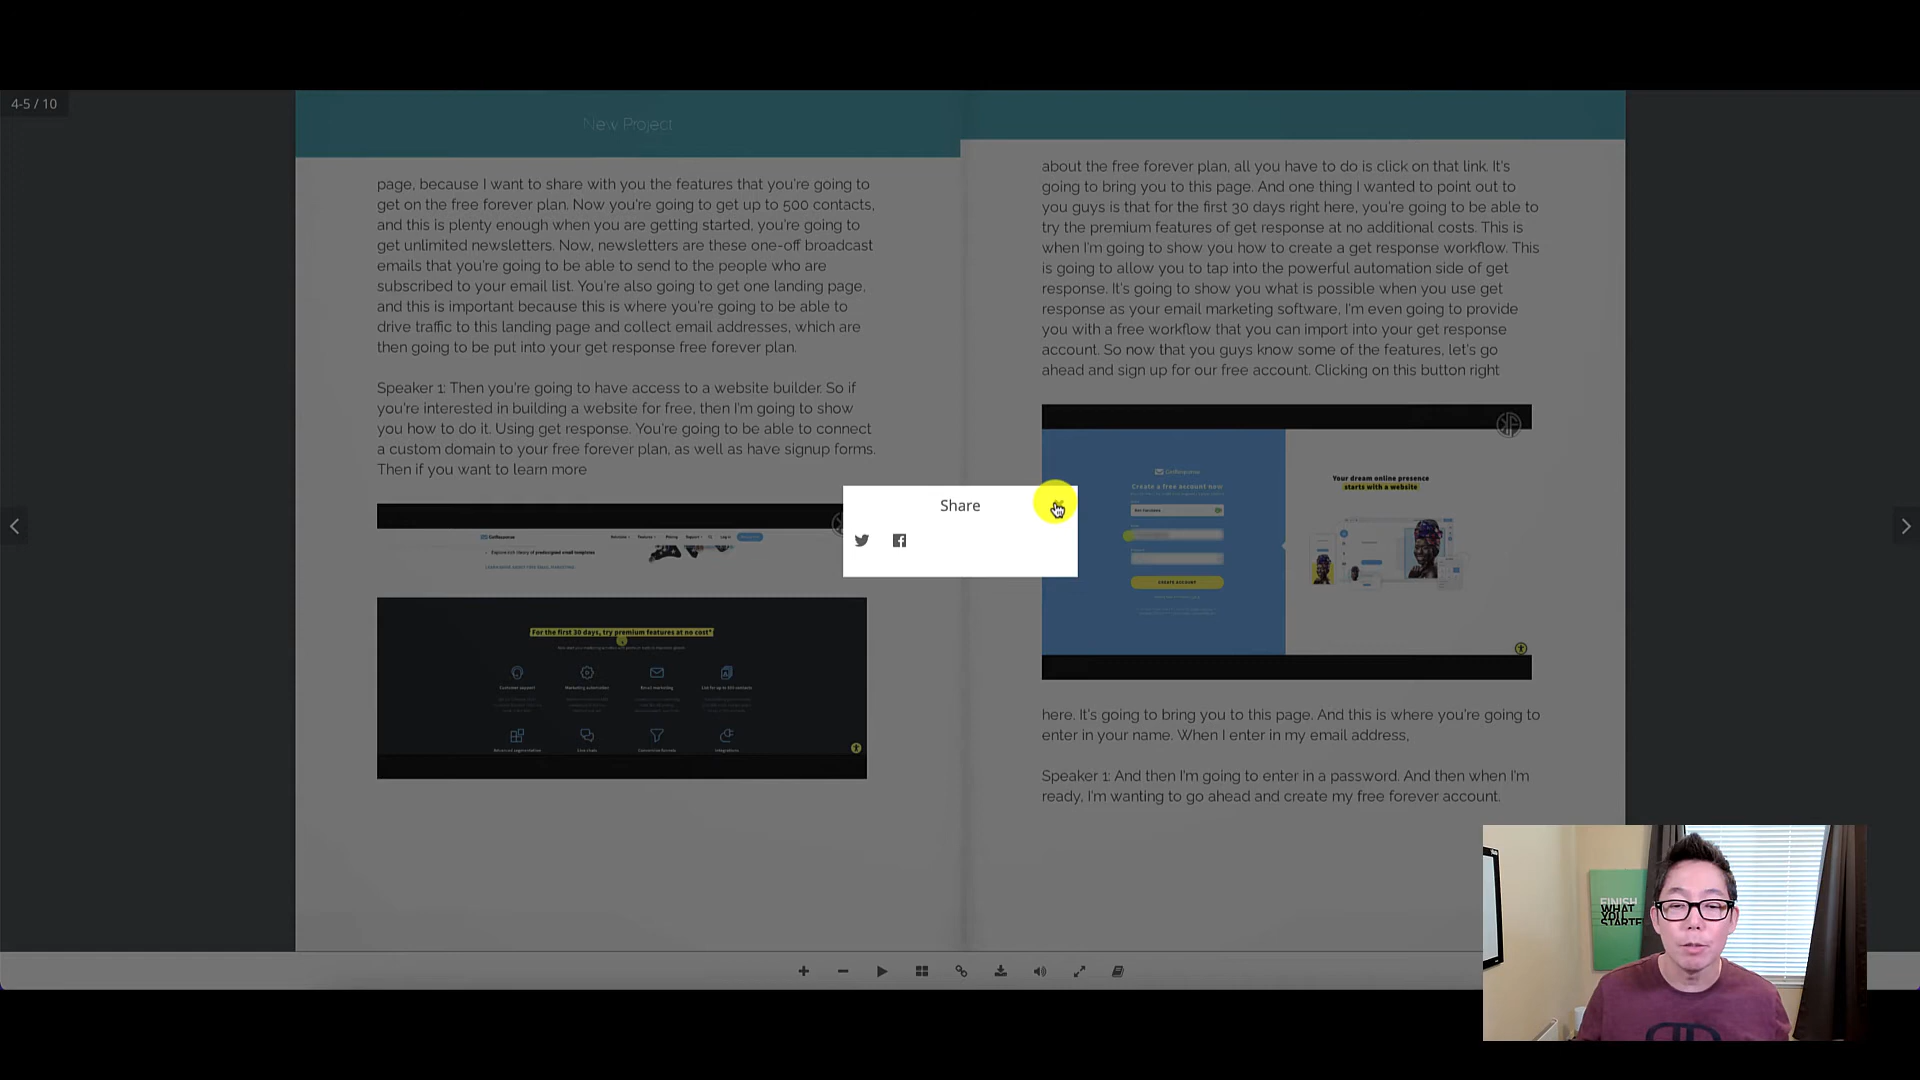 4-5 / 10
New Project
page, because I want to share with you the features that you're going to
get on the free forever plan. Now you're going to get up to 500 contacts,
and this is plenty enough when you are getting started, you're going to
get unlimited newsletters. Now, newsletters are these one-off broadcast
emails that you're going to be able to send to the people who are
subscribed to your email list. You're also going to get one landing page,
and this is important because this is where you're going to be able to
drive traffic to this landing page and collect email addresses, which are
then going to be put into your get response free forever plan.
Speaker 1: Then you're going to have access to a website builder. So if
you're interested in building a website for free, then I'm going to show
you how to do it. Using get response. You're going to be able to connect
a custom domain to your free forever plan, as well as have signup forms.
Then if you want to learn more
GetResponse
For the first 30 days, try premium features at no cost*
Customer support
Marketing automation
Email marketing
Advanced segmentation
Live chats
Conversion funnels
Integrations
about the free forever plan, all you have to do is click on that link. It's
going to bring you to this page. And one thing I wanted to point out to
you guys is that for the first 30 days right here, you're going to be able to
try the premium features of get response at no additional costs. This is
when I'm going to show you how to create a get response workflow. This
is going to allow you to tap into the powerful automation side of get
response. It's going to show you what is possible when you use get
response as your email marketing software, I'm even going to provide
you with a free workflow that you can import into your get response
account. So now that you guys know some of the features, let's go
ahead and sign up for our free account. Clicking on this button right
GetResponse
Create a free account now
CREATE ACCOUNT
Your dream online presence
starts with a website
here. It's going to bring you to this page. And this is where you're going to
enter in your name. When I enter in my email address,
Speaker 1: And then I'm going to enter in a password. And then when I'm
ready, I'm wanting to go ahead and create my free forever account.
Share
FINISH
WHAT
YOU